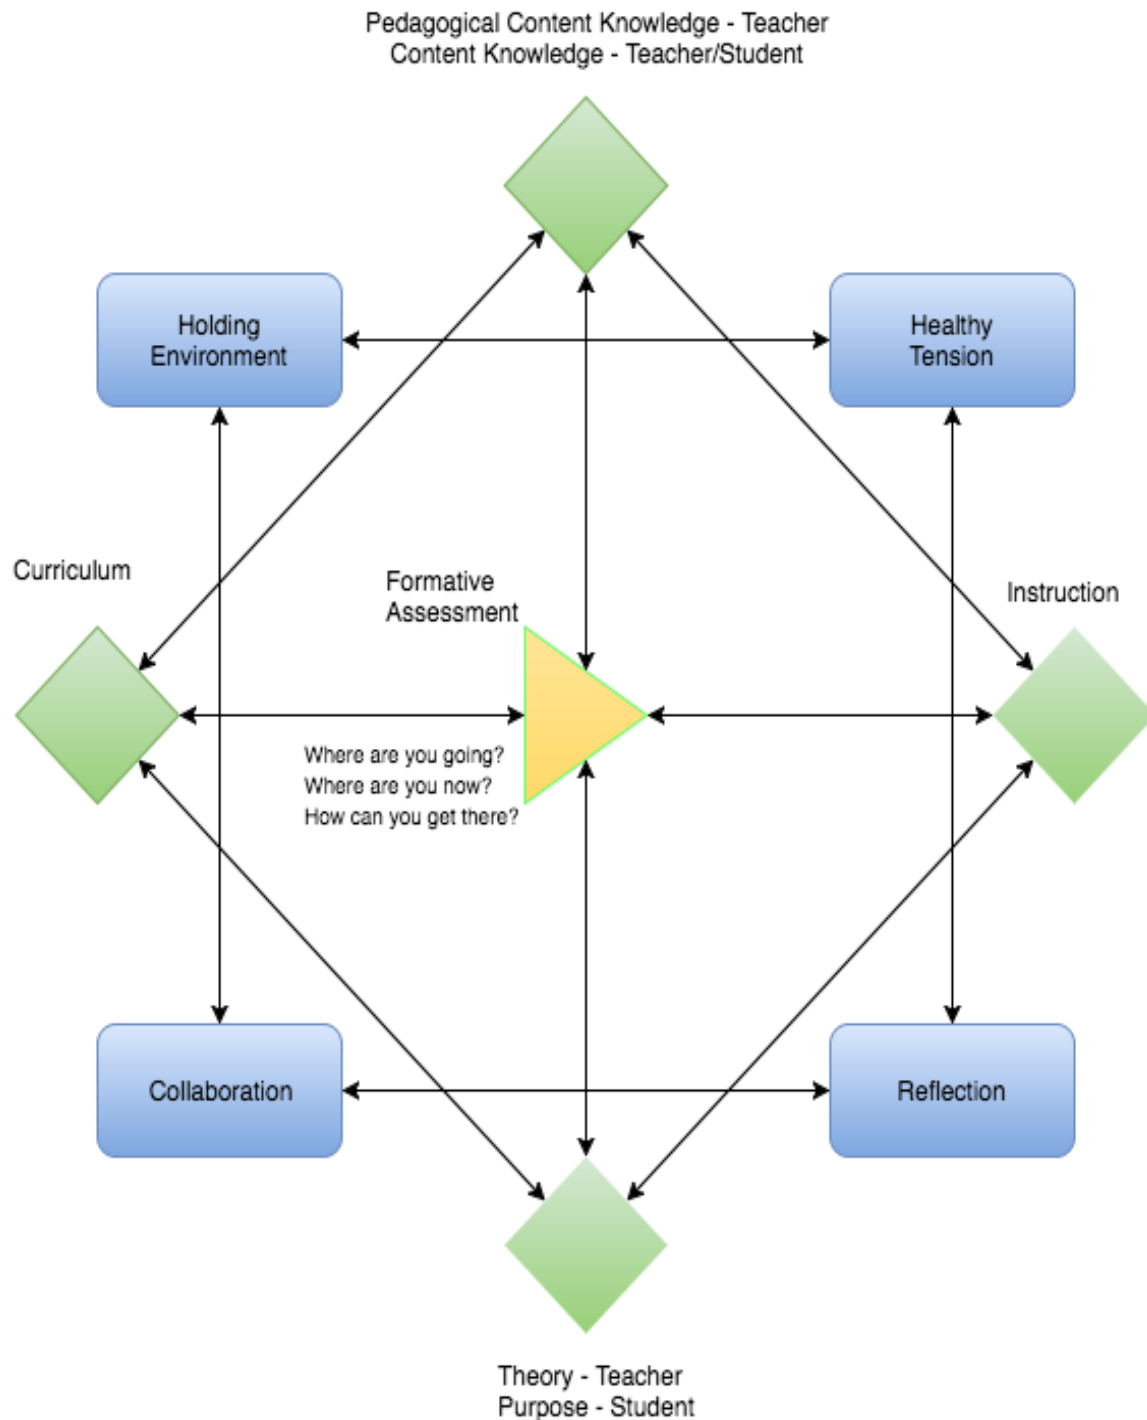 Pedagogical Content Knowledge - Teacher
Content Knowledge - Teacher/Student
Holding
Environment
Healthy
Tension
Curriculum
Formative
Assessment
Instruction
Where are you going?
Where are you now?
How can you get there?
Collaboration
Reflection
Theory - Teacher
Purpose - Student